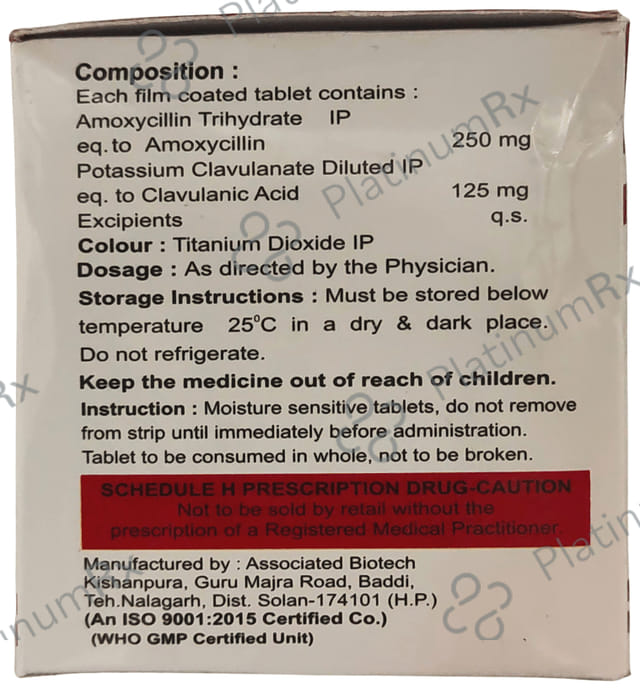 Composition :
Each film coated tablet contains :
Amoxycillin Trihydrate IP
eq. to Amoxycillin 250 mg
Potassium Clavulanate Diluted IP
eq. to Clavulanic Acid 125 mg
Excipients q.s.
Colour : Titanium Dioxide IP
Dosage : As directed by the Physician.
Storage Instructions : Must be stored below
temperature 25⁰C in a dry & dark place.
Do not refrigerate.
Keep the medicine out of reach of children.
Instruction : Moisture sensitive tablets, do not remove
from strip until immediately before administration.
Tablet to be consumed in whole, not to be broken.
SCHEDULE H PRESCRIPTION DRUG-CAUTION
Not to be sold by retail without the
prescription of a Registered Medical Practitioner.
Manufactured by : Associated Biotech
Kishanpura, Guru Majra Road, Baddi,
Teh.Nalagarh, Dist. Solan-174101 (H.P.)
(An ISO 9001:2015 Certified Co.)
(WHO GMP Certified Unit)
PlatinumRx
PlatinumRx
PlatinumRx
PlatinumRx